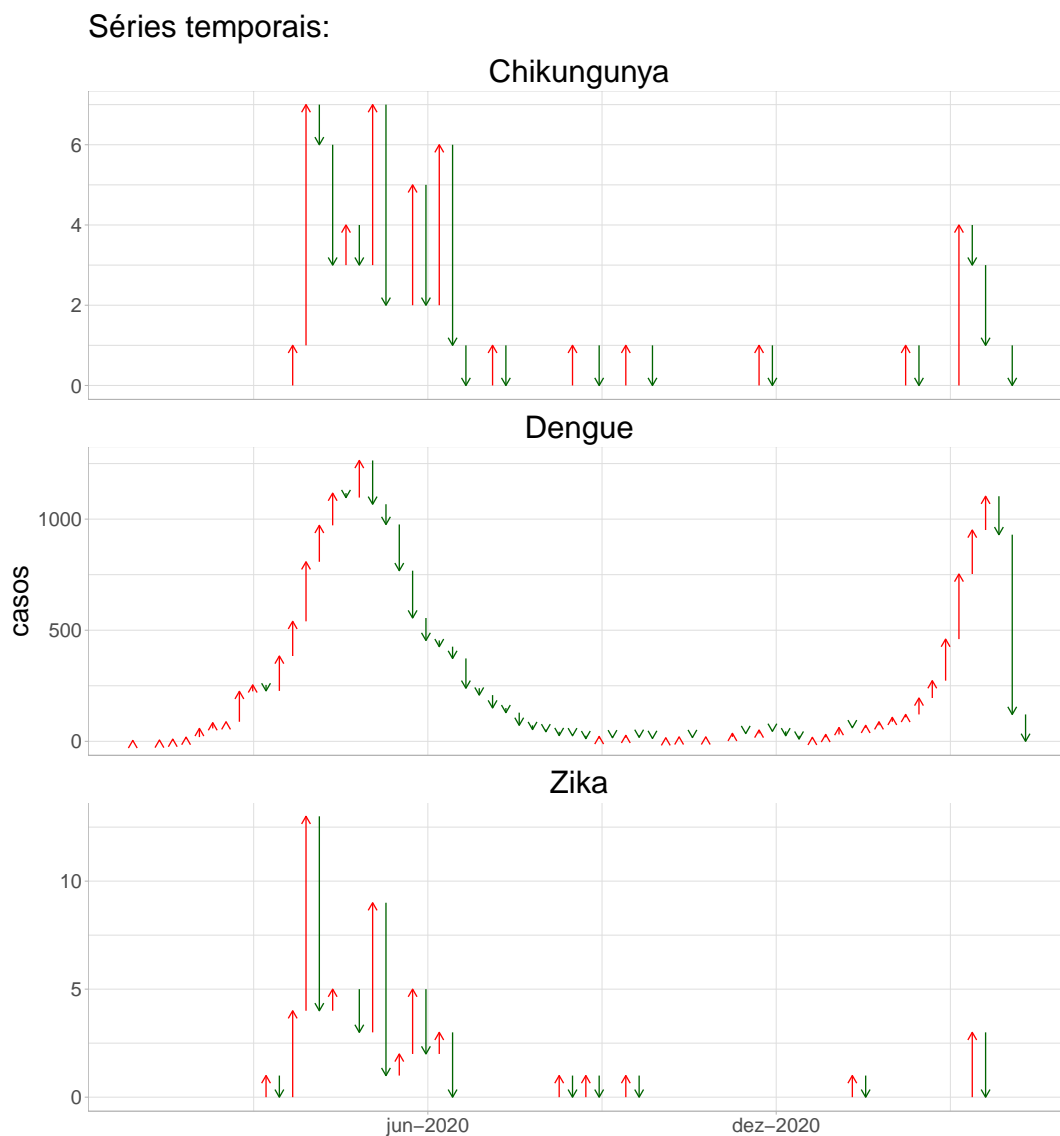 Séries temporais:
Chikungunya
6
4
2
0
Dengue
1000
500
0
casos
Zika
10
5
0
jun−2020
dez−2020